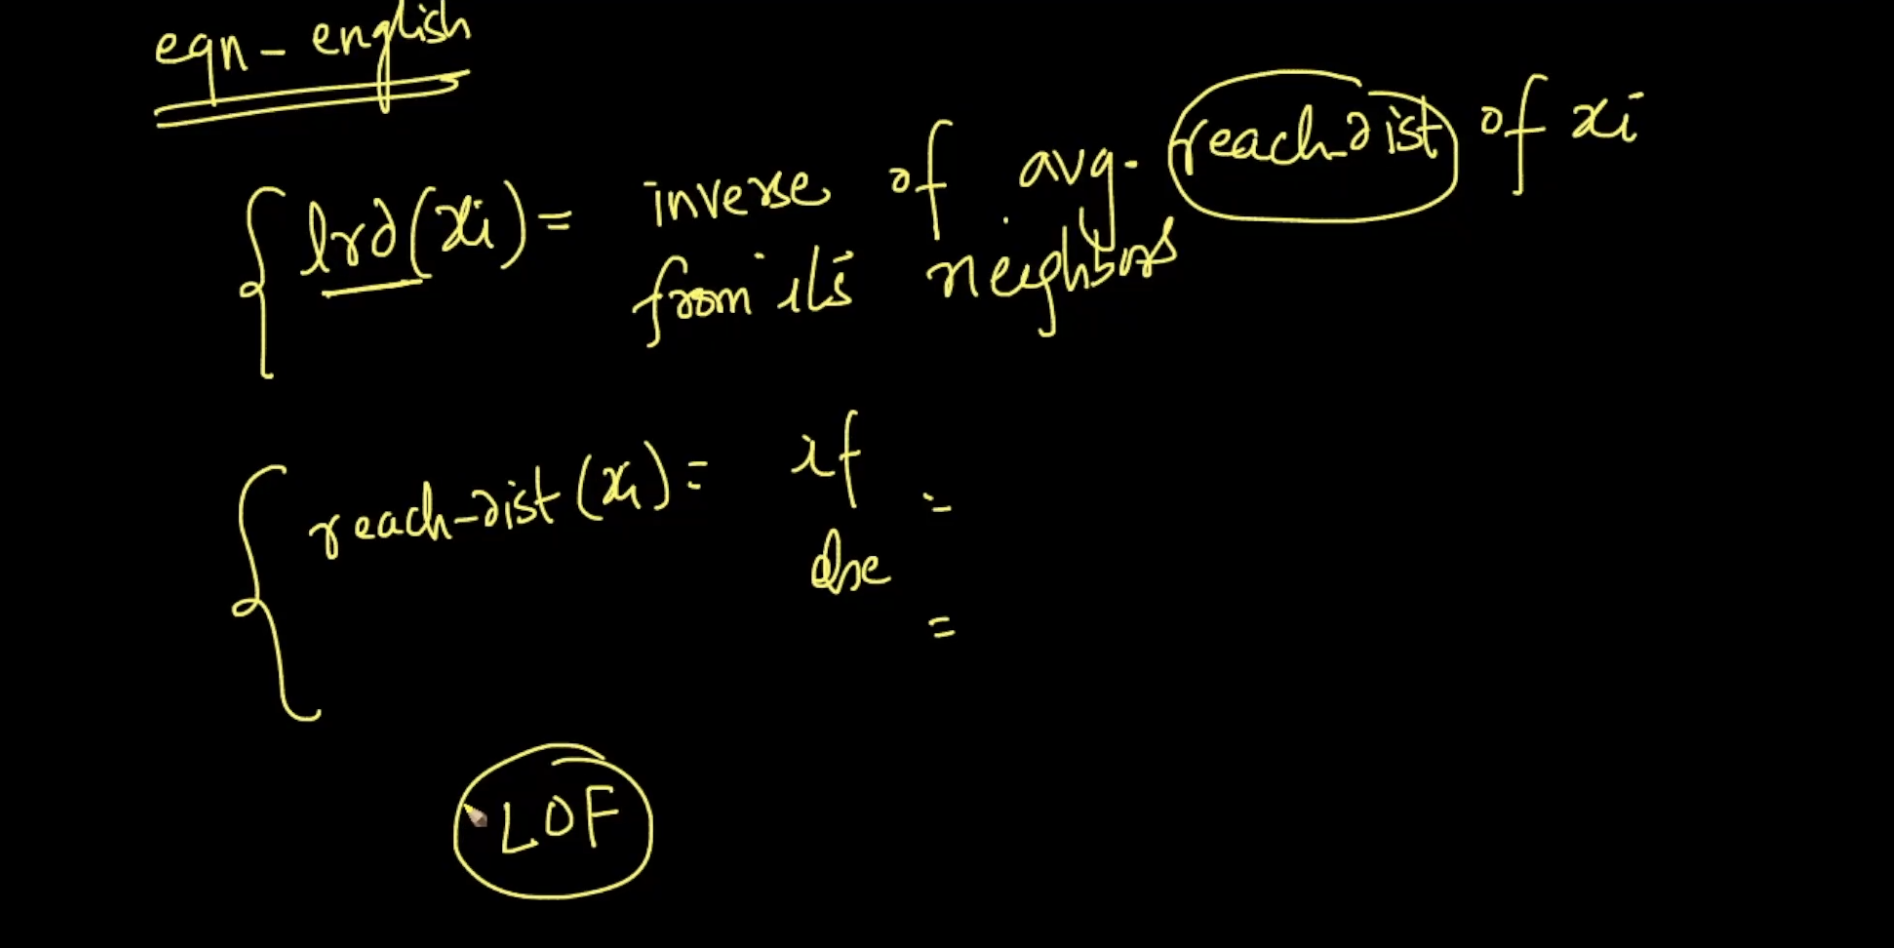 eqn - english
lrd(xi) = inverse of avg. reach-dist of xi
from its neighbors
reach-dist (xi) = if
else
LOF